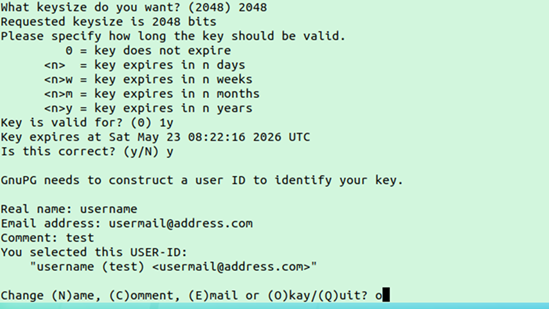 What keysize do you want? (2048) 2048
Requested keysize is 2048 bits
Please specify how long the key should be valid.
0 = key does not expire
<n> = key expires in n days
<n>w = key expires in n weeks
<n>m = key expires in n months
<n>y = key expires in n years
Key is valid for? (0) 1y
Key expires at Sat May 23 08:22:16 2026 UTC
Is this correct? (y/N) y
GnuPG needs to construct a user ID to identify your key.
Real name: username
Email address: usermail@address.com
Comment: test
You selected this USER-ID:
"username (test) <usermail@address.com>"
Change (N)ame, (C)omment, (E)mail or (O)kay/(Q)uit? o